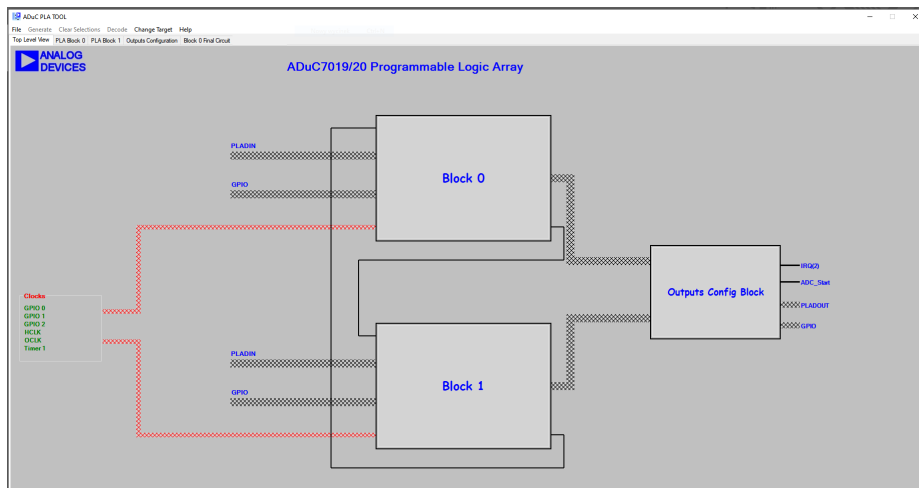 ADuC PLA TOOL
File Generate Clear Selections Decode Change Target Help
Top Level View PLA Block 0 PLA Block 1 Outputs Configuration Block 0 Final Circuit
ANALOG
DEVICES
ADuC7019/20 Programmable Logic Array
PLADIN
GPIO
Block 0
Clocks
GPIO 0
GPIO 1
GPIO 2
HCLK
OCLK
Timer 1
PLADIN
GPIO
Block 1
Outputs Config Block
IRQ(2)
ADC_Start
PLADOUT
GPIO